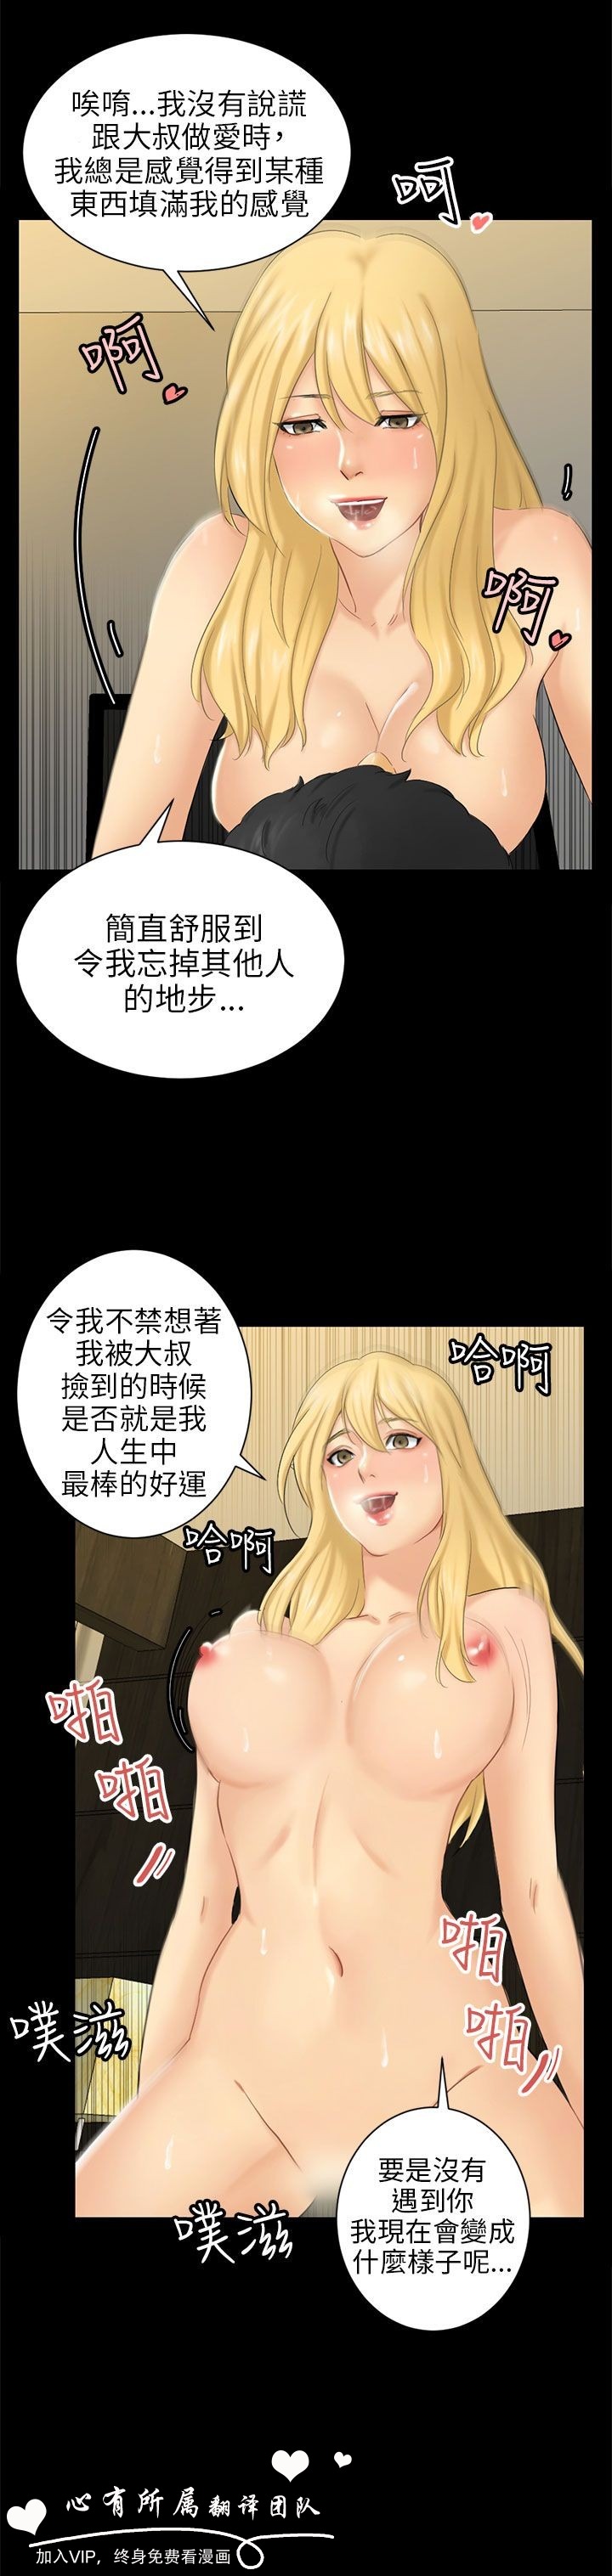 唉唷...我沒有說謊
跟大叔做愛時，
我總是感覺得到某種
東西填滿我的感覺
呵
啊
啊
簡直舒服到
令我忘掉其他人
的地步...
令我不禁想著
我被大叔
撿到的時候
是否就是我
人生中
最棒的好運
哈啊
哈啊
啪
啪
啪
啪
噗滋
噗滋
要是沒有
遇到你
我現在會變成
什麼樣子呢...
心有所属翻译团队
加入VIP，终身免费看漫画